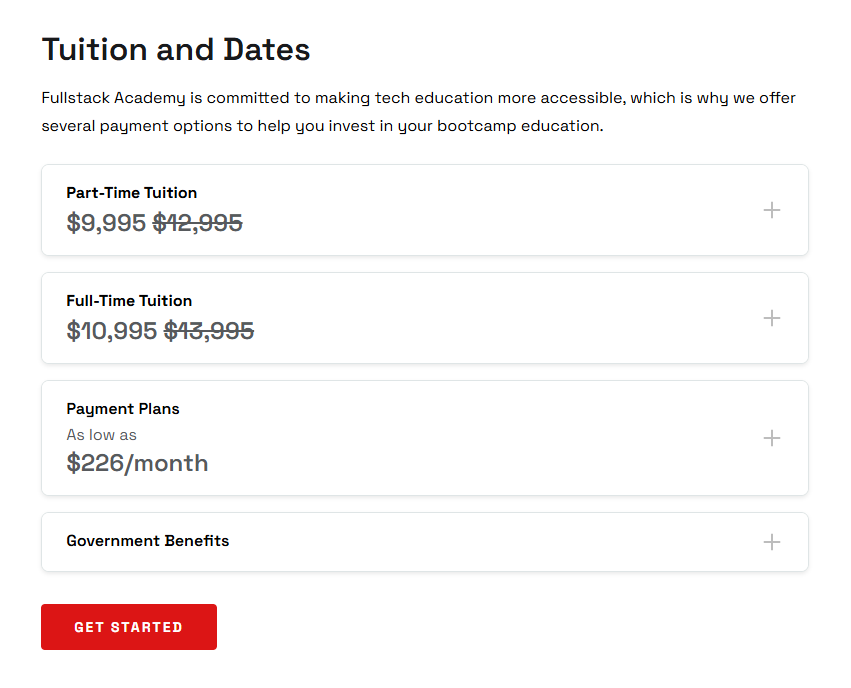 Tuition and Dates
Fullstack Academy is committed to making tech education more accessible, which is why we offer
several payment options to help you invest in your bootcamp education.
Part-Time Tuition
$9,995 $12,995
Full-Time Tuition
$10,995 $13,995
Payment Plans
As low as
$226/month
Government Benefits
GET STARTED